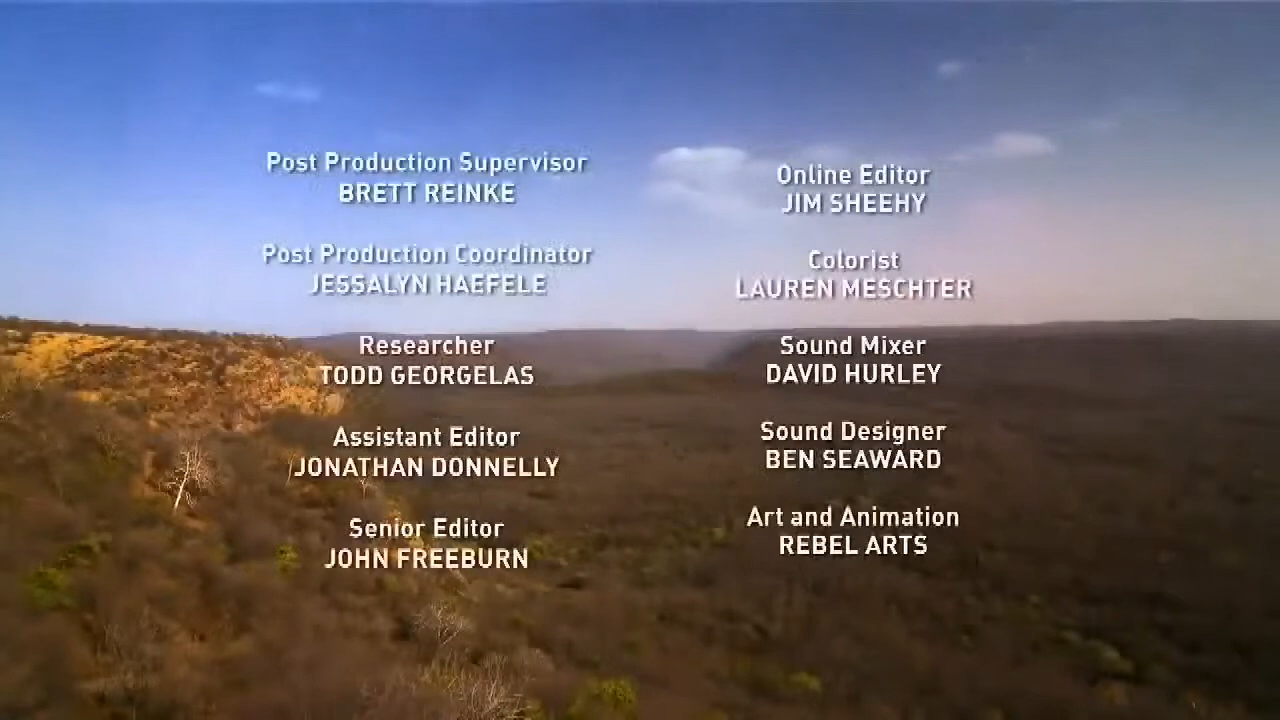 Post Production Supervisor
BRETT REINKE
Post Production Coordinator
JESSALYN HAEFELE
Researcher
TODD GEORGELAS
Assistant Editor
JONATHAN DONNELLY
Senior Editor
JOHN FREEBURN
Online Editor
JIM SHEEHY
Colorist
LAUREN MESCHTER
Sound Mixer
DAVID HURLEY
Sound Designer
BEN SEAWARD
Art and Animation
REBEL ARTS